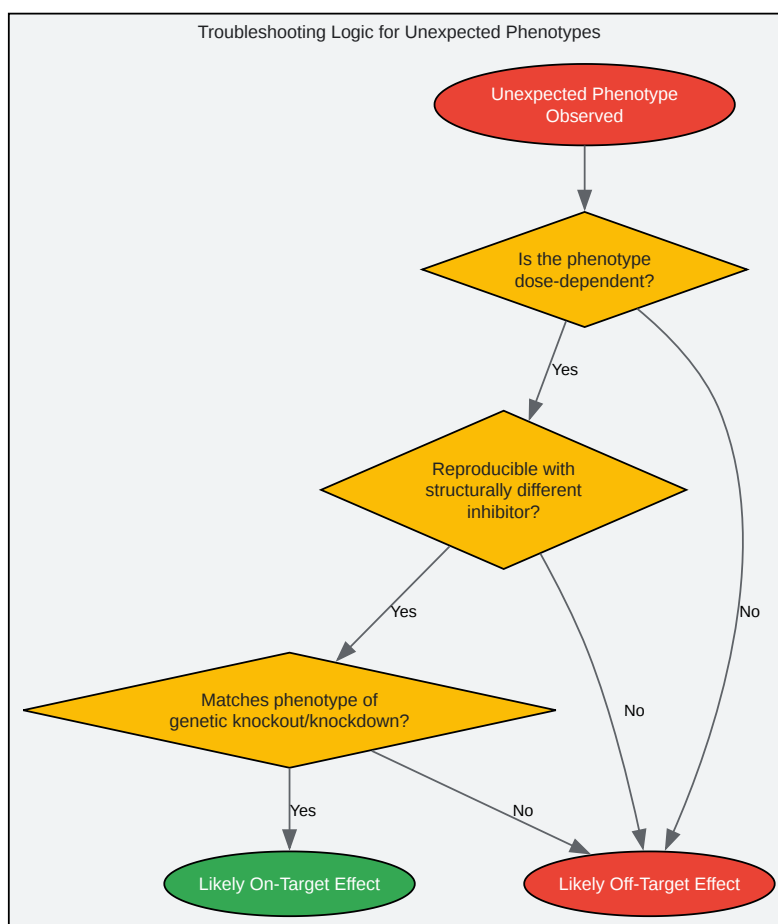 Troubleshooting Logic for Unexpected Phenotypes
Unexpected Phenotype
Observed
Is the phenotype
dose-dependent?
Yes
Reproducible with
structurally different
inhibitor?
Yes
No
Matches phenotype of
genetic knockout/knockdown?
No
Yes
No
Likely On-Target Effect
Likely Off-Target Effect